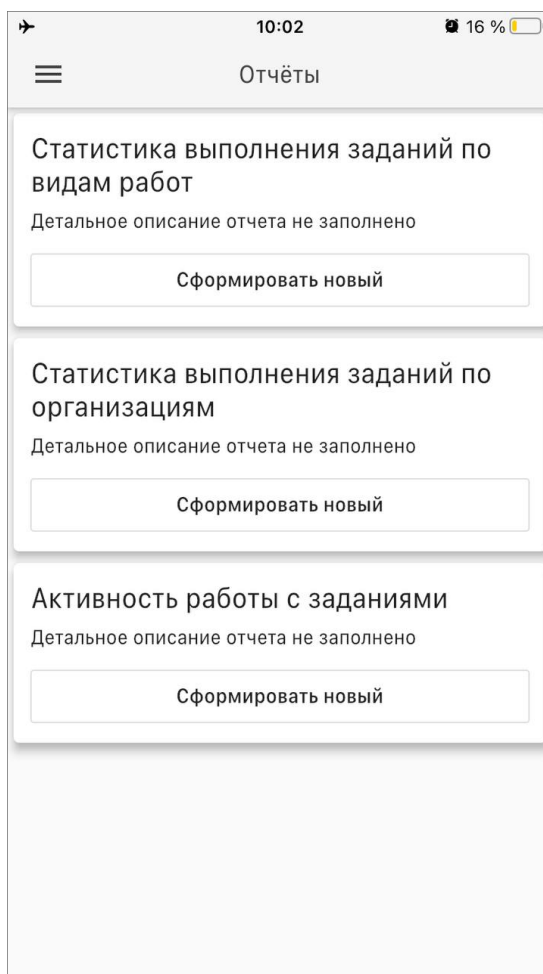 10:02
16 %
Отчёты
Статистика выполнения заданий по
видам работ
Детальное описание отчета не заполнено
Сформировать новый
Статистика выполнения заданий по
организациям
Детальное описание отчета не заполнено
Сформировать новый
Активность работы с заданиями
Детальное описание отчета не заполнено
Сформировать новый